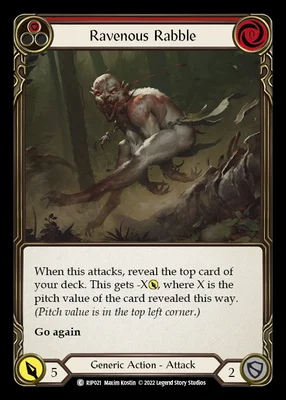 Ravenous Rabble
When this attacks, reveal the top card of
your deck. This gets -X, where X is the
pitch value of the card revealed this way.
(Pitch value is in the top left corner.)
Go again
5 Generic Action - Attack 2
C RIP021 Maxim Kostin © 2022 Legend Story Studios